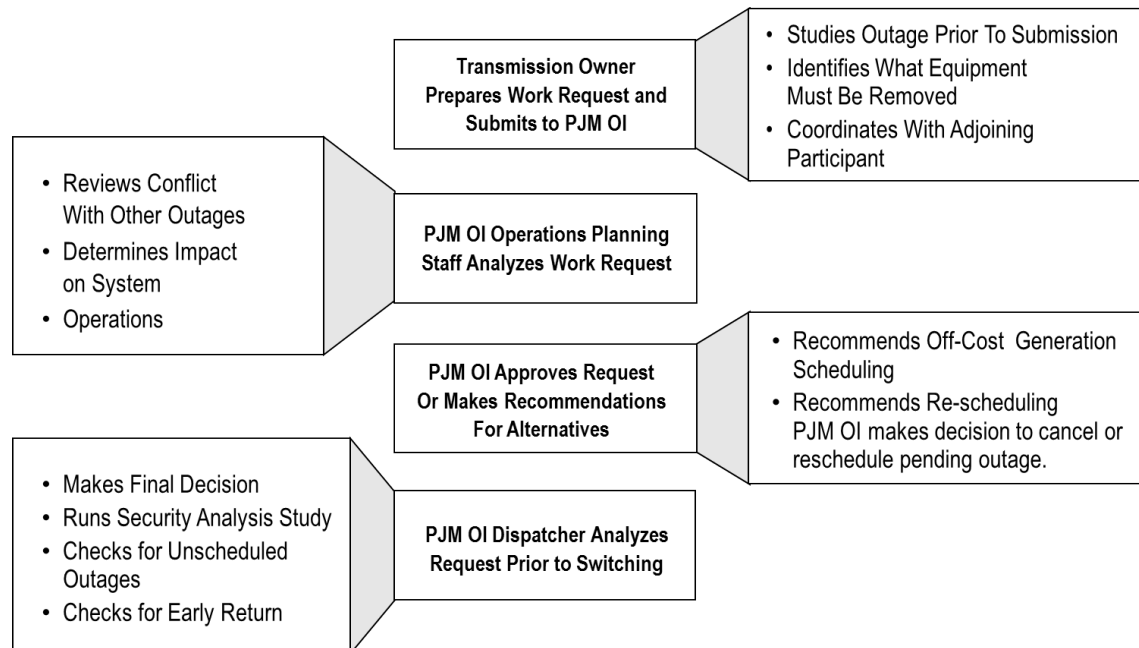 Transmission Owner
Prepares Work Request and
Submits to PJM OI
• Studies Outage Prior To Submission
• Identifies What Equipment
Must Be Removed
• Coordinates With Adjoining
Participant
• Reviews Conflict
With Other Outages
• Determines Impact
on System
• Operations
PJM OI Operations Planning
Staff Analyzes Work Request
PJM OI Approves Request
Or Makes Recommendations
For Alternatives
• Recommends Off-Cost Generation
Scheduling
• Recommends Re-scheduling
PJM OI makes decision to cancel or
reschedule pending outage.
• Makes Final Decision
• Runs Security Analysis Study
• Checks for Unscheduled
Outages
• Checks for Early Return
PJM OI Dispatcher Analyzes
Request Prior to Switching